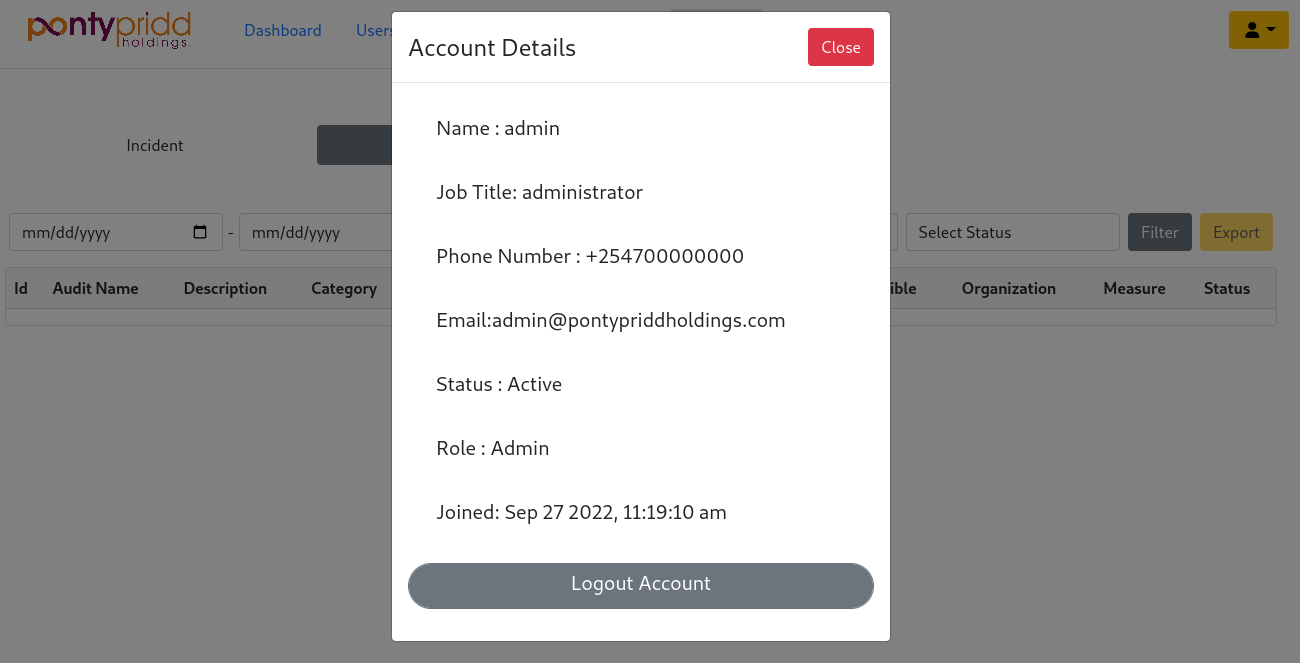 pontypridd
holdings.
Dashboard
Users
Account Details
Close
Name : admin
Incident
Job Title: administrator
mm/dd/yyyy - mm/dd/yyyy
Select Status
Filter
Export
Phone Number : +254700000000
Id Audit Name Description Category
ible Organization Measure Status
Email:admin@pontypriddholdings.com
Status : Active
Role : Admin
Joined: Sep 27 2022, 11:19:10 am
Logout Account